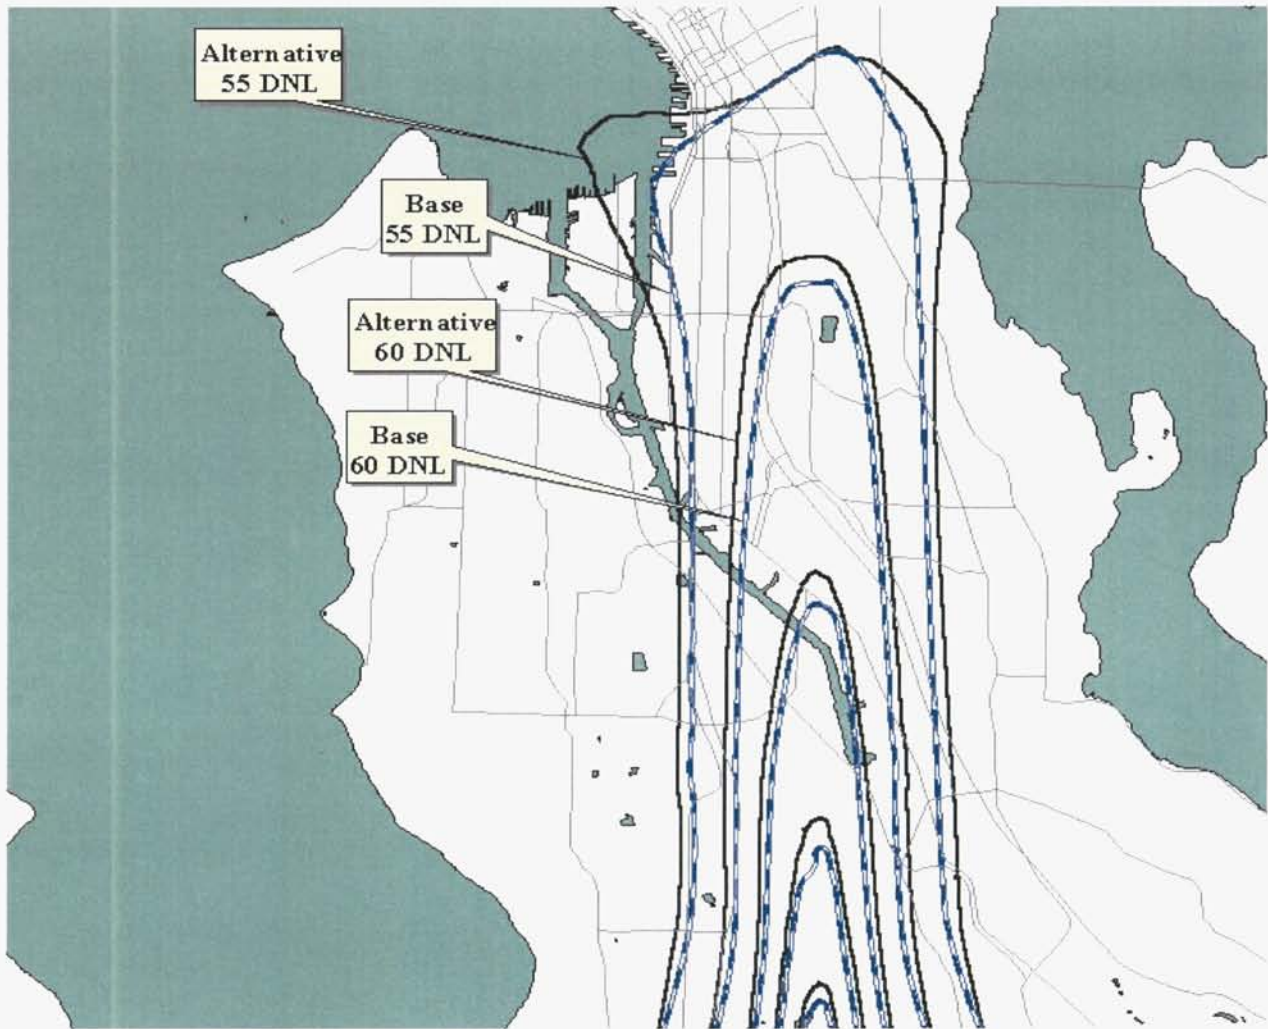 Alternative
55 DNL
Base
55 DNL
Alternative
60 DNL
Base
60 DNL